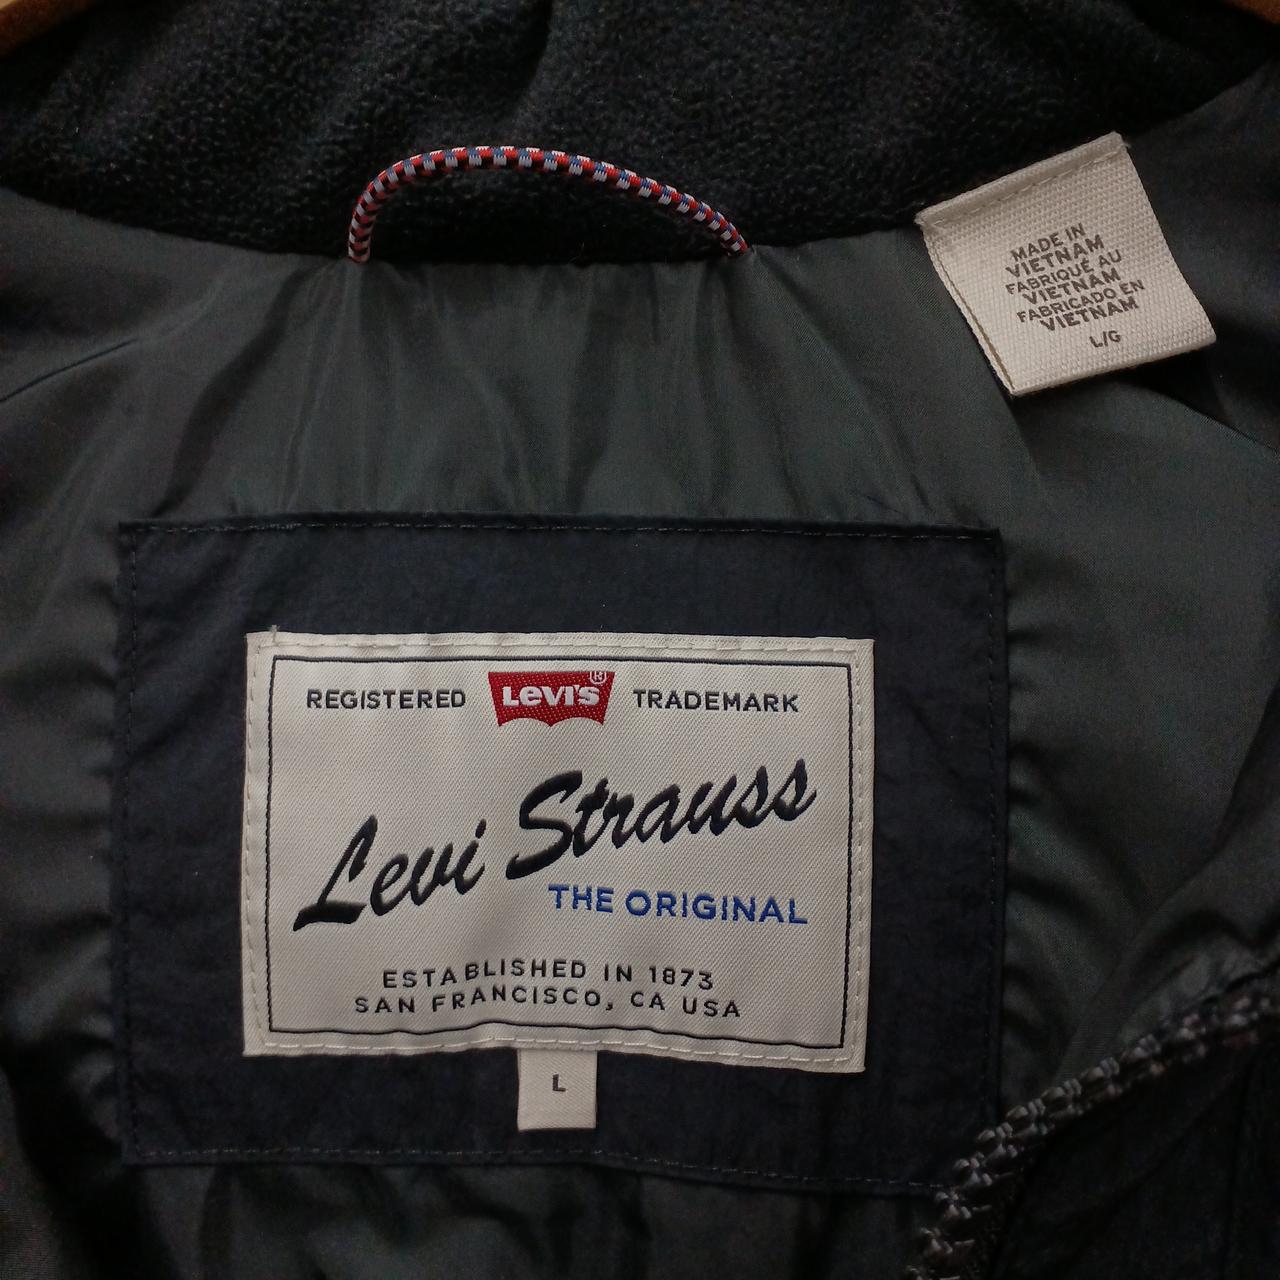 MADE IN
VIETNAM
FABRIQUÉ AU
VIETNAM
FABRICADO EN
VIETNAM
L/G
REGISTERED Levi's® TRADEMARK
Levi Strauss
THE ORIGINAL
ESTABLISHED IN 1873
SAN FRANCISCO, CA USA
L